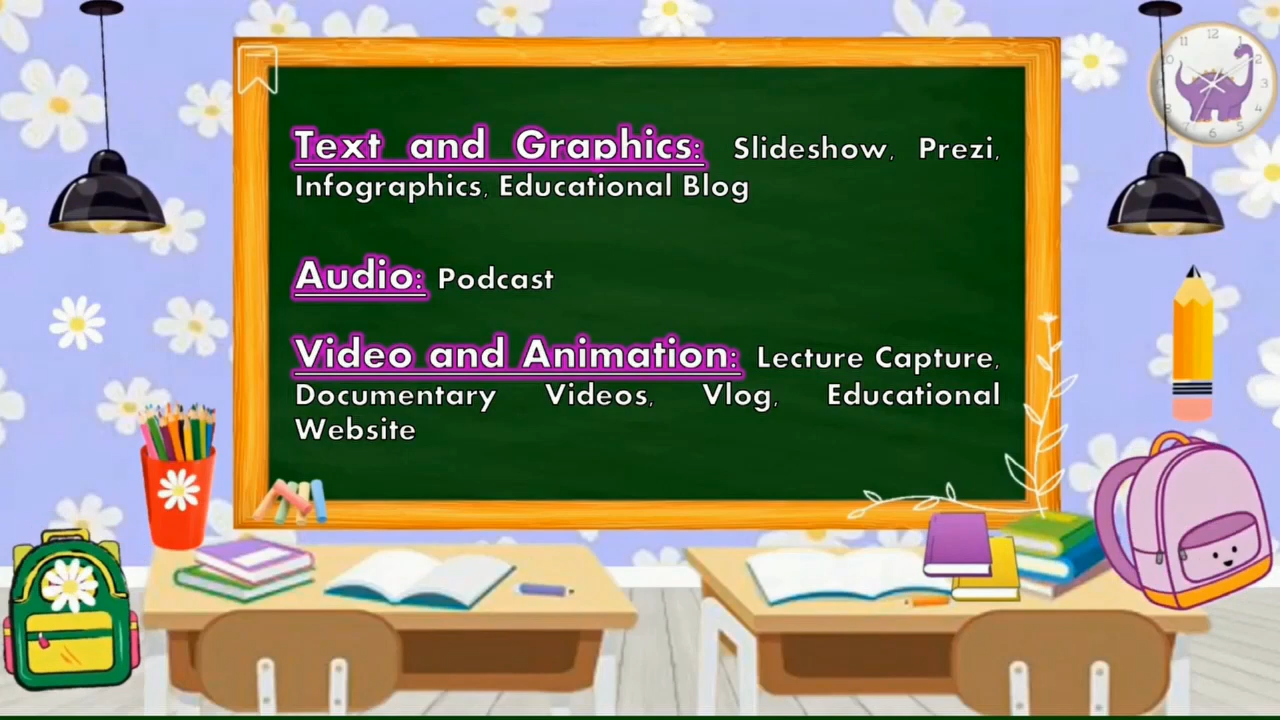 Text and Graphics: Slideshow, Prezi,
Infographics, Educational Blog
Audio: Podcast
Video and Animation: Lecture Capture,
Documentary Videos, Vlog, Educational
Website